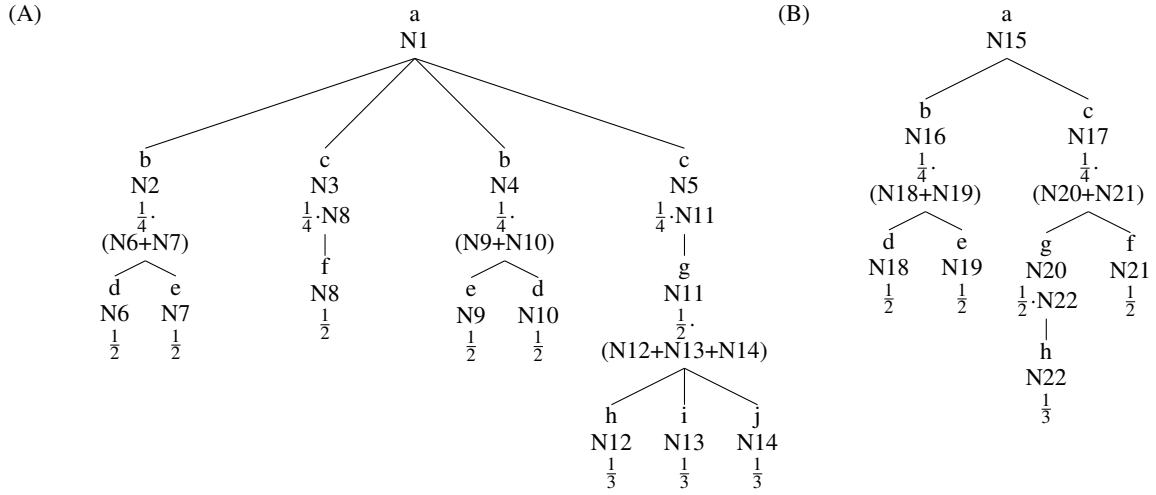 (A)
a
N1
b
N2
1/4·
(N6+N7)
d
N6
1/2
e
N7
1/2
c
N3
1/4·N8
f
N8
1/2
b
N4
1/4·
(N9+N10)
e
N9
1/2
d
N10
1/2
c
N5
1/4·N11
g
N11
1/2·
(N12+N13+N14)
h
N12
1/3
i
N13
1/3
j
N14
1/3
(B)
a
N15
b
N16
1/4·
(N18+N19)
d
N18
1/2
e
N19
1/2
c
N17
1/4·
(N20+N21)
g
N20
1/2·N22
h
N22
1/3
f
N21
1/2